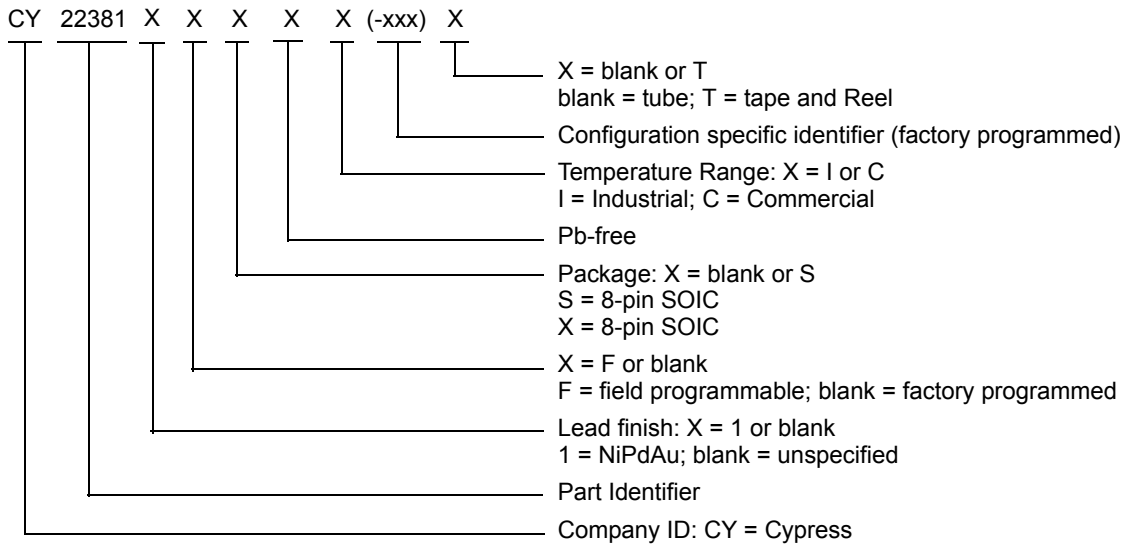 CY 22381 X X X X X (-xxx) X
X = blank or T
blank = tube; T = tape and Reel
Configuration specific identifier (factory programmed)
Temperature Range: X = I or C
I = Industrial; C = Commercial
Pb-free
Package: X = blank or S
S = 8-pin SOIC
X = 8-pin SOIC
X = F or blank
F = field programmable; blank = factory programmed
Lead finish: X = 1 or blank
1 = NiPdAu; blank = unspecified
Part Identifier
Company ID: CY = Cypress